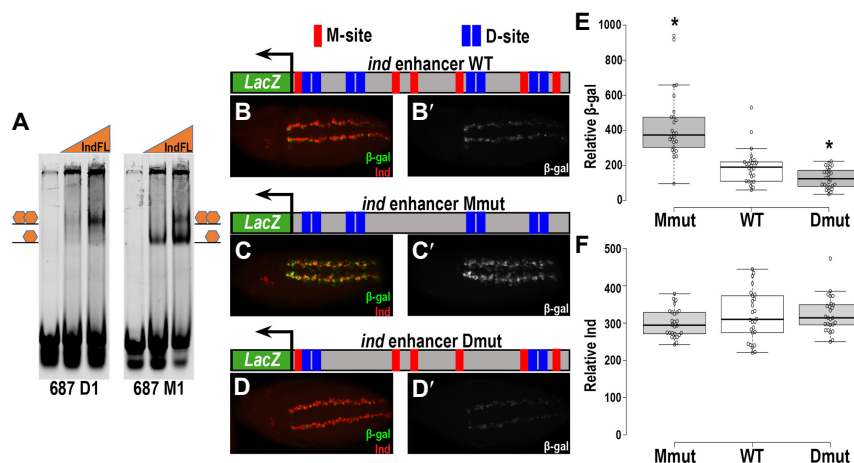 A
IndFL
IndFL
687 D1
687 M1
M-site
D-site
ind enhancer WT
LacZ
B
β-gal
Ind
B′
β-gal
ind enhancer Mmut
LacZ
C
β-gal
Ind
C′
β-gal
ind enhancer Dmut
LacZ
D
β-gal
Ind
D′
β-gal
E
Relative β-gal
1000
800
600
400
200
0
*
*
Mmut
WT
Dmut
F
Relative Ind
500
400
300
200
100
0
Mmut
WT
Dmut